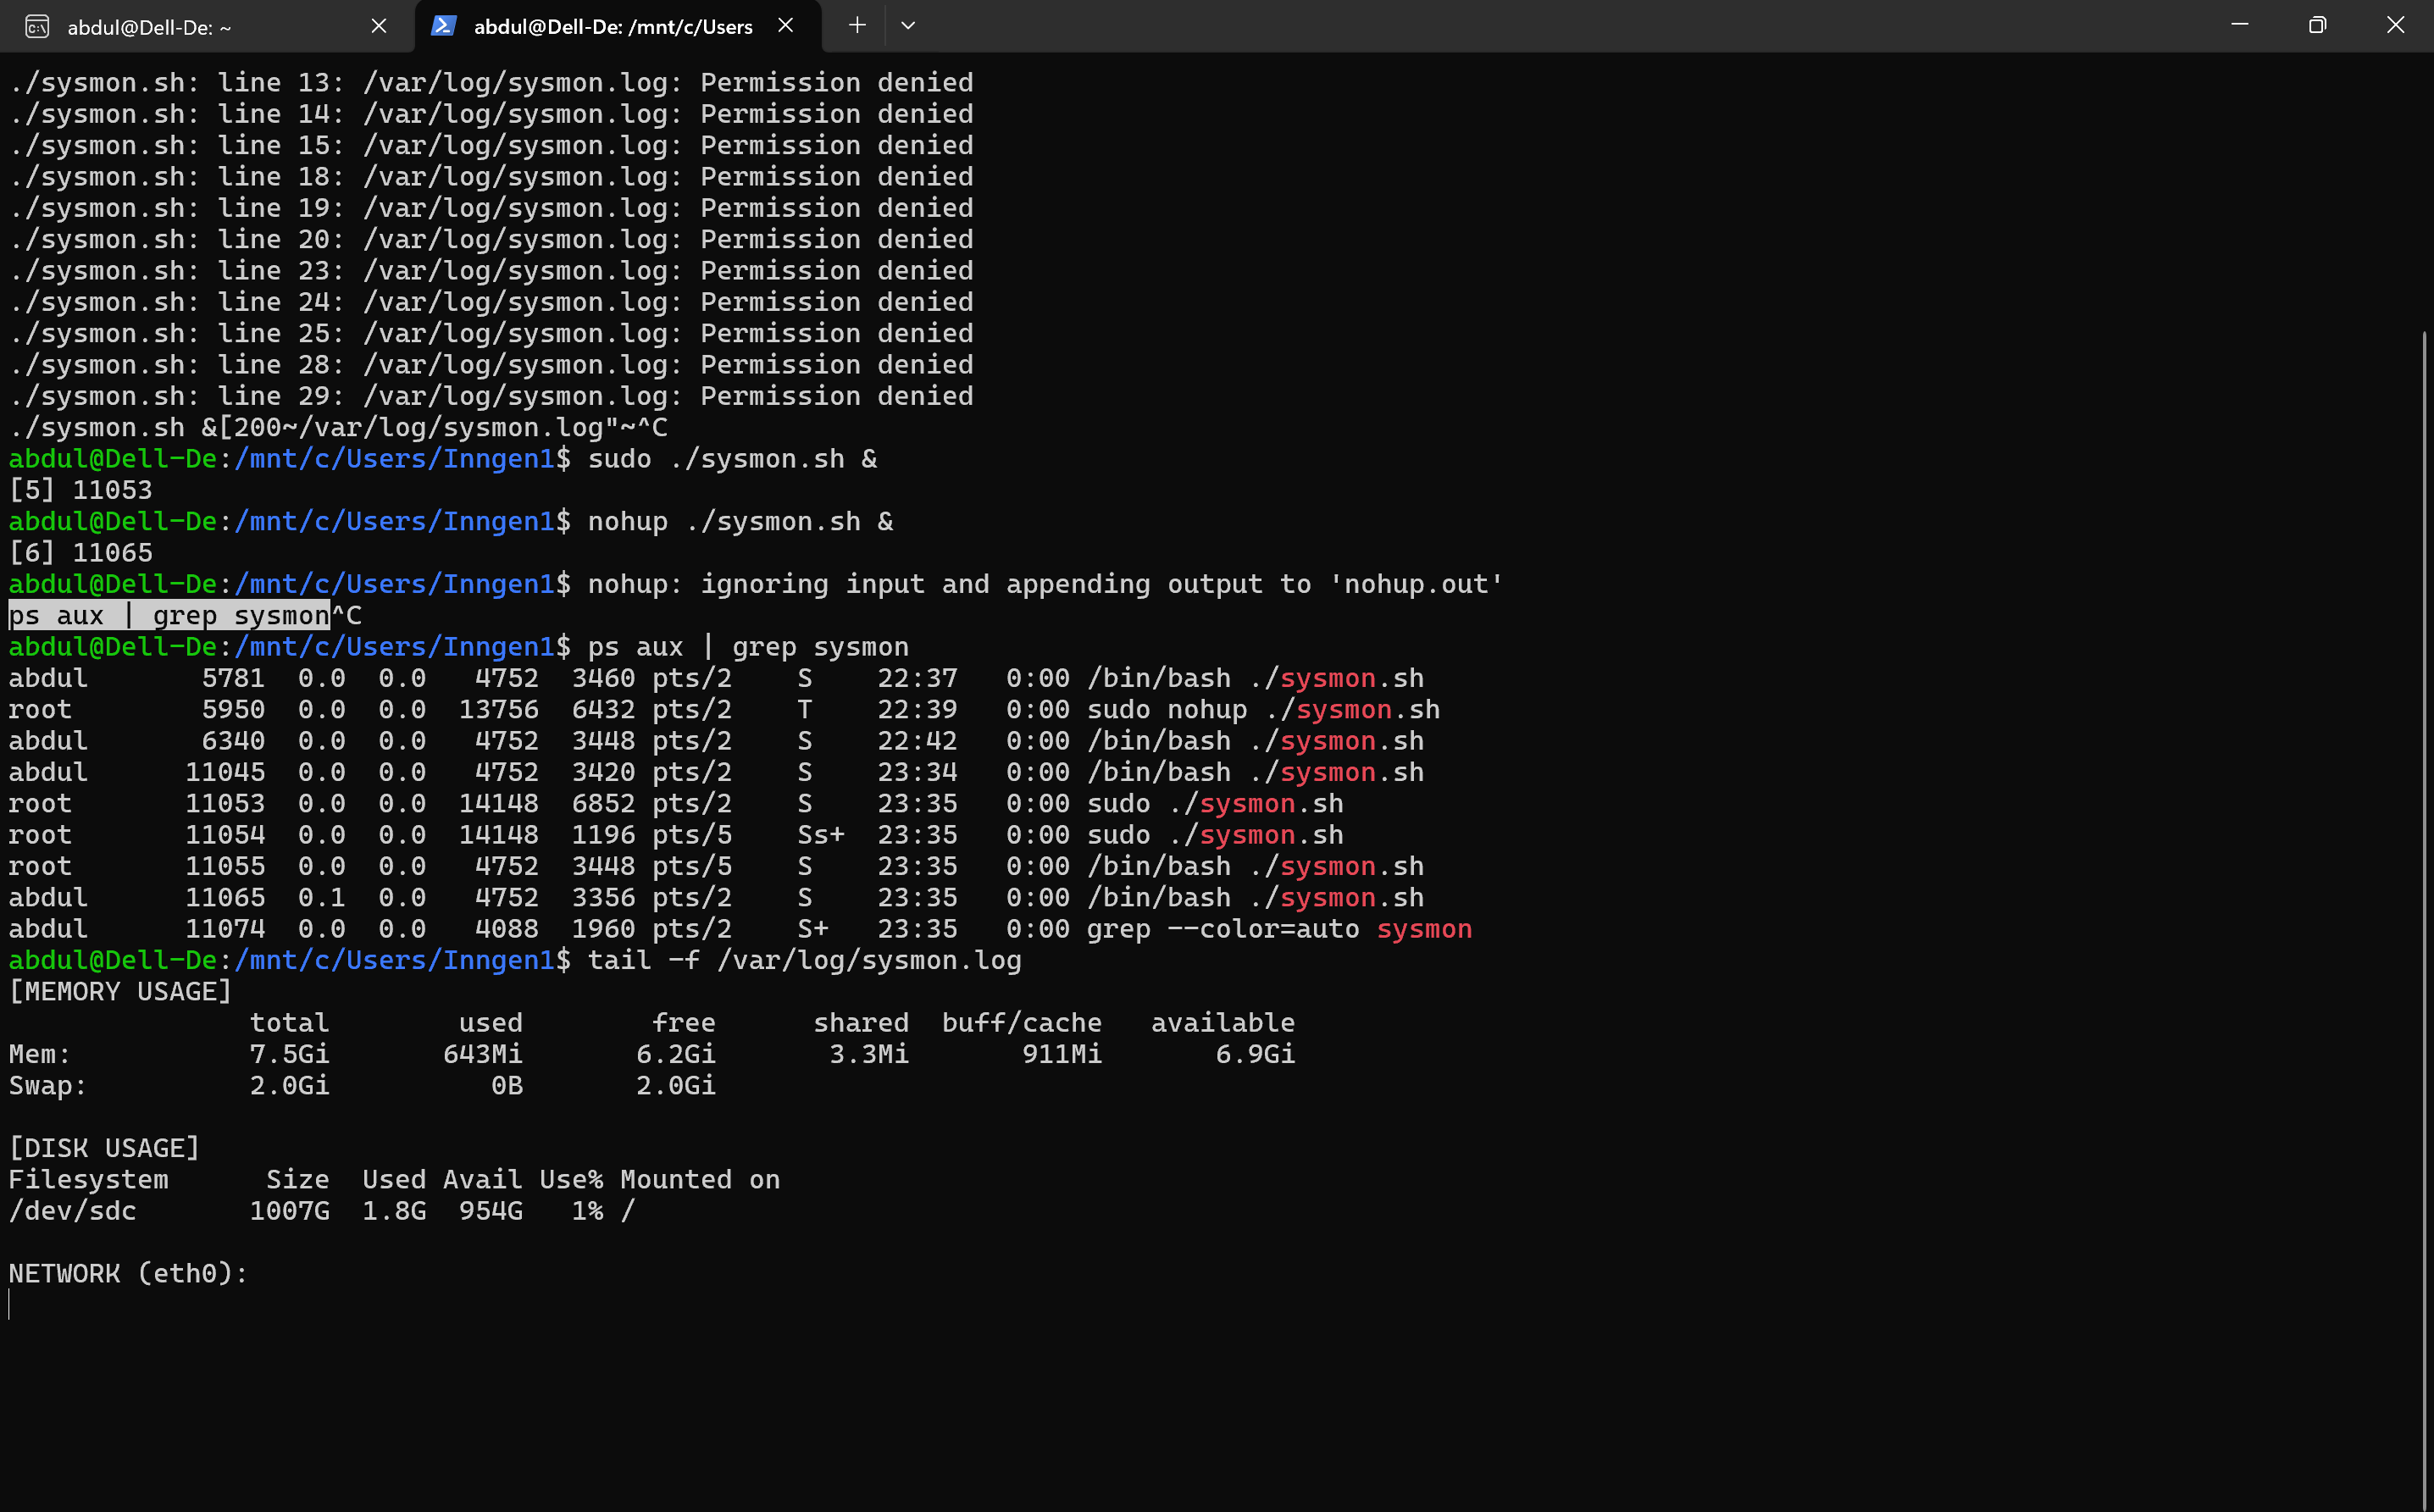 abdul@Dell-De: ~
abdul@Dell-De: /mnt/c/Users
./sysmon.sh: line 13: /var/log/sysmon.log: Permission denied
./sysmon.sh: line 14: /var/log/sysmon.log: Permission denied
./sysmon.sh: line 15: /var/log/sysmon.log: Permission denied
./sysmon.sh: line 18: /var/log/sysmon.log: Permission denied
./sysmon.sh: line 19: /var/log/sysmon.log: Permission denied
./sysmon.sh: line 20: /var/log/sysmon.log: Permission denied
./sysmon.sh: line 23: /var/log/sysmon.log: Permission denied
./sysmon.sh: line 24: /var/log/sysmon.log: Permission denied
./sysmon.sh: line 25: /var/log/sysmon.log: Permission denied
./sysmon.sh: line 28: /var/log/sysmon.log: Permission denied
./sysmon.sh: line 29: /var/log/sysmon.log: Permission denied
./sysmon.sh &[200~/var/log/sysmon.log"~^C
abdul@Dell-De:/mnt/c/Users/Inngen1$ sudo ./sysmon.sh &
[5] 11053
abdul@Dell-De:/mnt/c/Users/Inngen1$ nohup ./sysmon.sh &
[6] 11065
abdul@Dell-De:/mnt/c/Users/Inngen1$ nohup: ignoring input and appending output to 'nohup.out'
ps aux | grep sysmon^C
abdul@Dell-De:/mnt/c/Users/Inngen1$ ps aux | grep sysmon
abdul       5781  0.0  0.0   4752  3460 pts/2    S    22:37   0:00 /bin/bash ./sysmon.sh
root        5950  0.0  0.0  13756  6432 pts/2    T    22:39   0:00 sudo nohup ./sysmon.sh
abdul       6340  0.0  0.0   4752  3448 pts/2    S    22:42   0:00 /bin/bash ./sysmon.sh
abdul      11045  0.0  0.0   4752  3420 pts/2    S    23:34   0:00 /bin/bash ./sysmon.sh
root       11053  0.0  0.0  14148  6852 pts/2    S    23:35   0:00 sudo ./sysmon.sh
root       11054  0.0  0.0  14148  1196 pts/5    Ss+  23:35   0:00 sudo ./sysmon.sh
root       11055  0.0  0.0   4752  3448 pts/5    S    23:35   0:00 /bin/bash ./sysmon.sh
abdul      11065  0.1  0.0   4752  3356 pts/2    S    23:35   0:00 /bin/bash ./sysmon.sh
abdul      11074  0.0  0.0   4088  1960 pts/2    S+   23:35   0:00 grep --color=auto sysmon
abdul@Dell-De:/mnt/c/Users/Inngen1$ tail -f /var/log/sysmon.log
[MEMORY USAGE]
               total        used        free      shared  buff/cache   available
Mem:           7.5Gi       643Mi       6.2Gi       3.3Mi       911Mi       6.9Gi
Swap:          2.0Gi          0B       2.0Gi
[DISK USAGE]
Filesystem      Size  Used Avail Use% Mounted on
/dev/sdc       1007G  1.8G  954G   1% /
NETWORK (eth0):